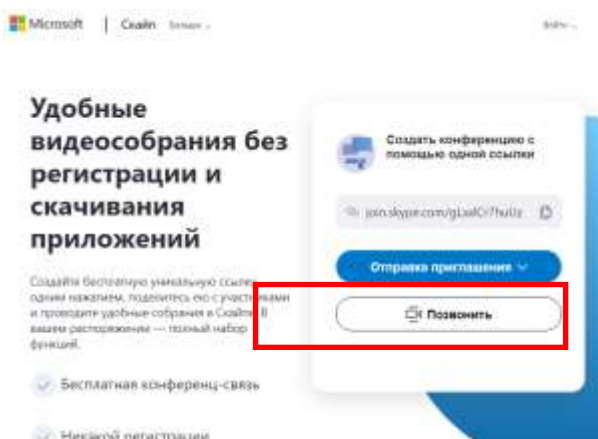 Microsoft | Скайп Больше
Войти
Удобные
видеособрания без
регистрации и
скачивания
приложений
Создайте бесплатную уникальную ссылку
одним нажатием, поделитесь ею с участниками
и проводите удобные собрания в Скайпе. В
вашем распоряжении — полный набор
функций.
Бесплатная конференц-связь
Никакой регистрации
Создать конференцию с
помощью одной ссылки
join.skype.com/
Отправка приглашения
Позвонить